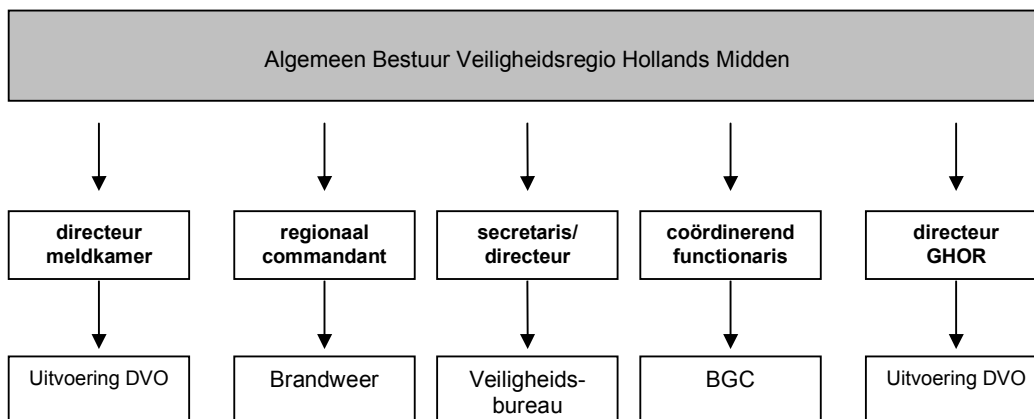 Algemeen Bestuur Veiligheidsregio Hollands Midden
directeur
meldkamer
regionaal
commandant
secretaris/
directeur
coördinerend
functionaris
directeur
GHOR
Uitvoering DVO
Brandweer
Veiligheids-
bureau
BGC
Uitvoering DVO